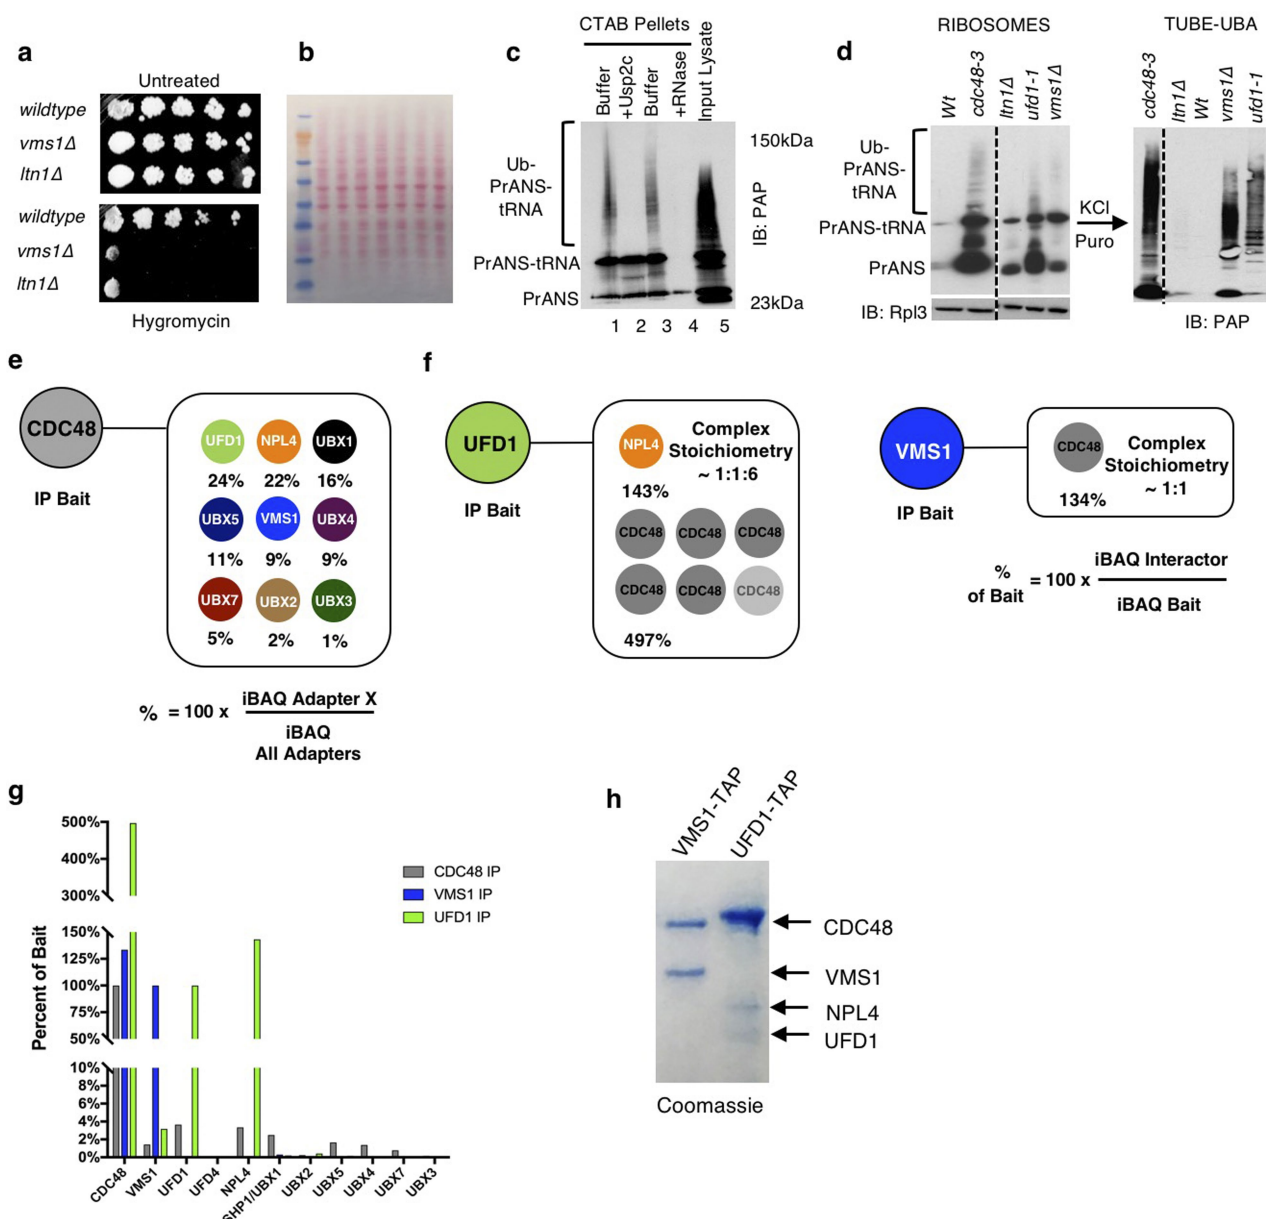 a
Untreated
wildtype
vms1Δ
ltn1Δ
wildtype
vms1Δ
ltn1Δ
Hygromycin
b
c
CTAB Pellets
Buffer
+Usp2c
Buffer
+RNase
Input Lysate
Ub-
PrANS-
tRNA
PrANS-tRNA
PrANS
150kDa
IB: PAP
23kDa
1 2 3 4 5
d
RIBOSOMES
Wt
cdc48-3
ltn1Δ
ufd1-1
vms1Δ
Ub-
PrANS-
tRNA
PrANS-tRNA
PrANS
IB: Rpl3
KCl
Puro
TUBE-UBA
cdc48-3
ltn1Δ
Wt
vms1Δ
ufd1-1
IB: PAP
e
CDC48
IP Bait
UFD1 NPL4 UBX1
24% 22% 16%
UBX5 VMS1 UBX4
11% 9% 9%
UBX7 UBX2 UBX3
5% 2% 1%
% = 100 x
iBAQ Adapter X
iBAQ
All Adapters
f
UFD1
IP Bait
NPL4
143%
Complex
Stoichiometry
~ 1:1:6
CDC48 CDC48 CDC48
CDC48 CDC48 CDC48
497%
VMS1
IP Bait
CDC48
134%
Complex
Stoichiometry
~ 1:1
%
of Bait
= 100 x
iBAQ Interactor
iBAQ Bait
g
Percent of Bait
500%
400%
300%
150%
125%
100%
75%
50%
10%
8%
6%
4%
2%
0%
CDC48 IP
VMS1 IP
UFD1 IP
CDC48
VMS1
UFD1
UFD4
NPL4
SHP1/UBX1
UBX2
UBX5
UBX4
UBX7
UBX3
h
VMS1-TAP
UFD1-TAP
CDC48
VMS1
NPL4
UFD1
Coomassie